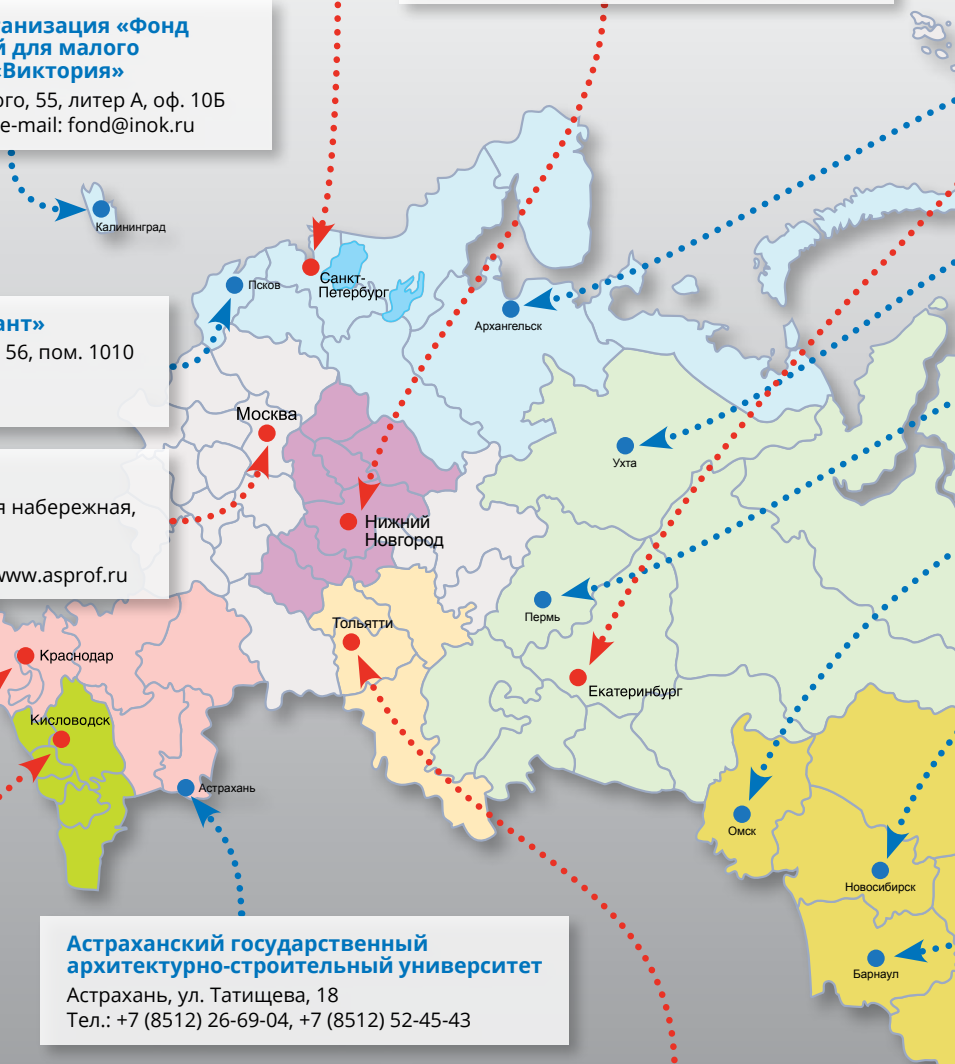 ганизация «Фонд
й для малого
«Виктория»
ого, 55, литер А, оф. 10Б
e-mail: fond@inok.ru
Калининград
Псков
Санкт-
Петербург
Архангельск
ант»
56, пом. 1010
Москва
Ухта
я набережная,
www.asprof.ru
Нижний
Новгород
Пермь
Тольятти
Краснодар
Екатеринбург
Кисловодск
Астрахань
Омск
Новосибирск
Барнаул
Астраханский государственный
архитектурно-строительный университет
Астрахань, ул. Татищева, 18
Тел.: +7 (8512) 26-69-04, +7 (8512) 52-45-43